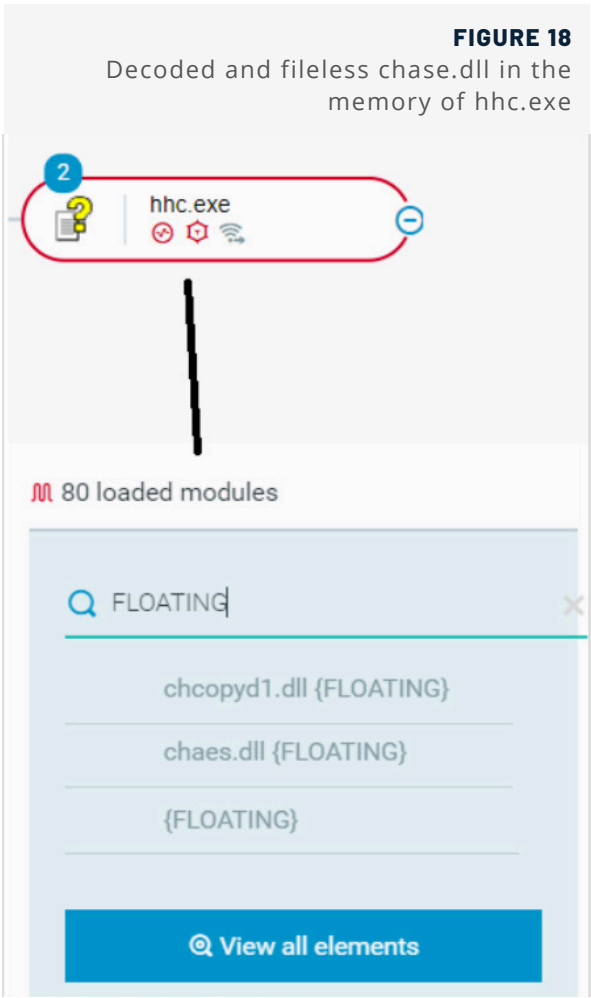 FIGURE 18
Decoded and fileless chase.dll in the
memory of hhc.exe
2
hhc.exe
80 loaded modules
FLOATING
chcopyd1.dll {FLOATING}
chaes.dll {FLOATING}
{FLOATING}
View all elements